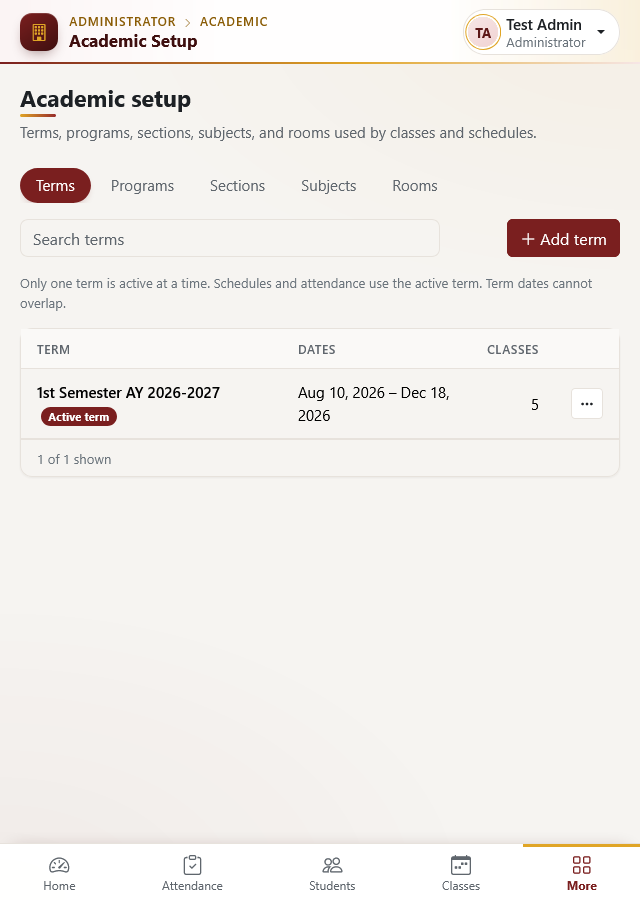 ADMINISTRATOR > ACADEMIC
Academic Setup
TA
Test Admin
Administrator
Academic setup
Terms, programs, sections, subjects, and rooms used by classes and schedules.
Terms Programs Sections Subjects Rooms
Search terms
+ Add term
Only one term is active at a time. Schedules and attendance use the active term. Term dates cannot
overlap.
TERM DATES CLASSES
1st Semester AY 2026-2027
Active term
Aug 10, 2026 – Dec 18,
2026
5
1 of 1 shown
Home Attendance Students Classes More